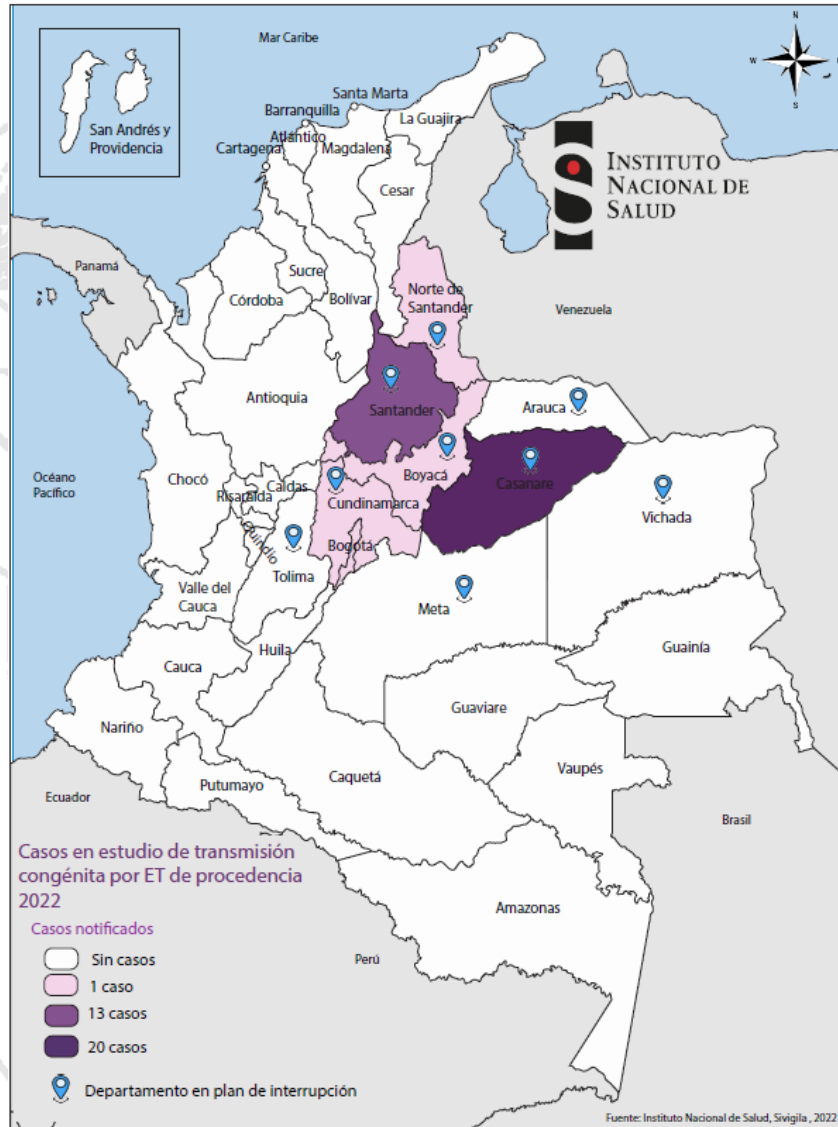 Mar Caribe
N
W
S
San Andrés y
Providencia
Santa Marta
Barranquilla
La Guajira
Atlántico
Cartagena
Magdalena
Cesar
INSTITUTO
NACIONAL DE
SALUD
Panamá
Sucre
Córdoba
Bolívar
Norte de
Santander
Venezuela
Antioquia
Santander
Arauca
Océano
Pacífico
Chocó
Caldas
Risaralda
Boyacá
Casanare
Cundinamarca
Vichada
Quindío
Bogotá
Tolima
Valle del
Cauca
Meta
Huila
Guainía
Cauca
Guaviare
Nariño
Vaupés
Caquetá
Putumayo
Ecuador
Brasil
Casos en estudio de transmisión
congénita por ET de procedencia
2022
Amazonas
Casos notificados
Perú
Sin casos
1 caso
13 casos
20 casos
Departamento en plan de interrupción
Fuente: Instituto Nacional de Salud, Sivigila , 2022